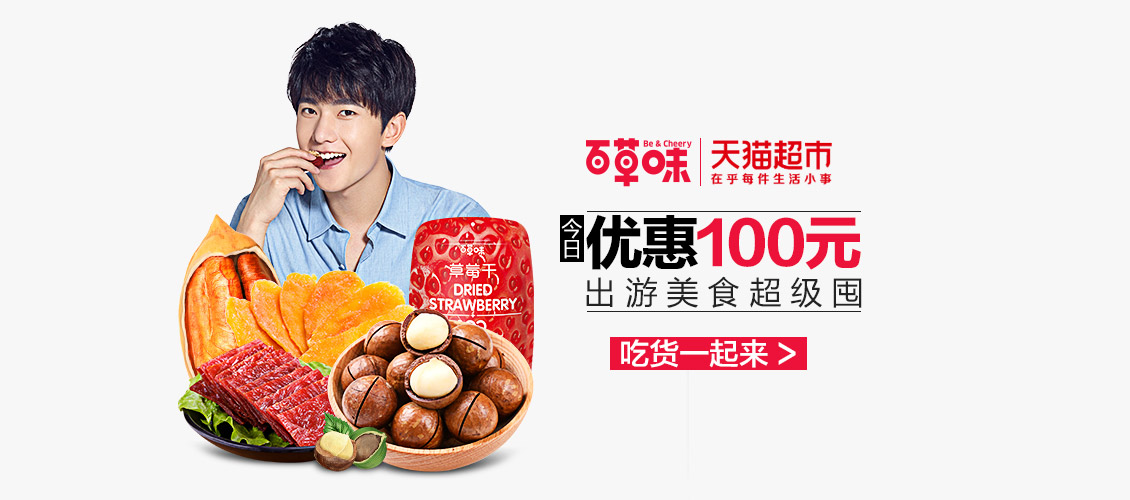 百草味
DRIED
STRAWBERRY
草莓干
Be & Cheery
百草味
天猫超市
在乎每件生活小事
今日
优惠100元
出游美食超级囤
吃货一起来 >